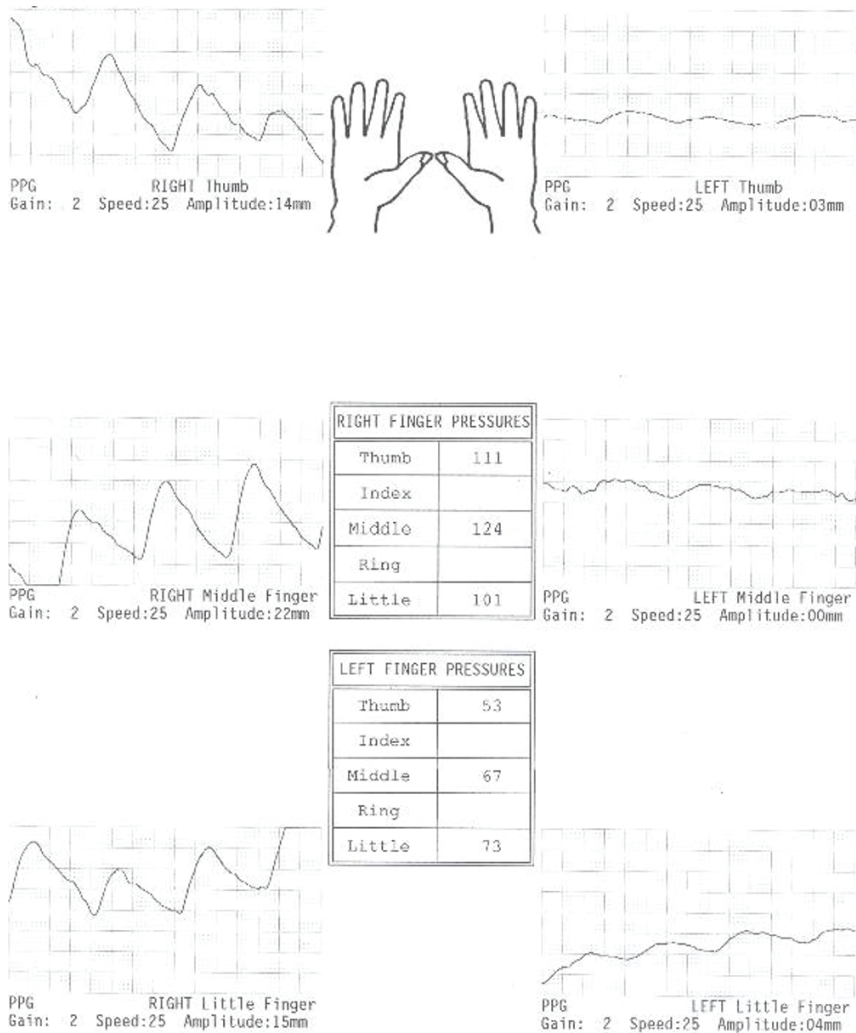 PPG RIGHT Thumb
Gain: 2 Speed:25 Amplitude:14mm
PPG LEFT Thumb
Gain: 2 Speed:25 Amplitude:03mm
RIGHT FINGER PRESSURES
Thumb 111
Index
Middle 124
Ring
Little 101
PPG RIGHT Middle Finger
Gain: 2 Speed:25 Amplitude:22mm
PPG LEFT Middle Finger
Gain: 2 Speed:25 Amplitude:00mm
LEFT FINGER PRESSURES
Thumb 53
Index
Middle 67
Ring
Little 73
PPG RIGHT Little Finger
Gain: 2 Speed:25 Amplitude:15mm
PPG LEFT Little Finger
Gain: 2 Speed:25 Amplitude:04mm